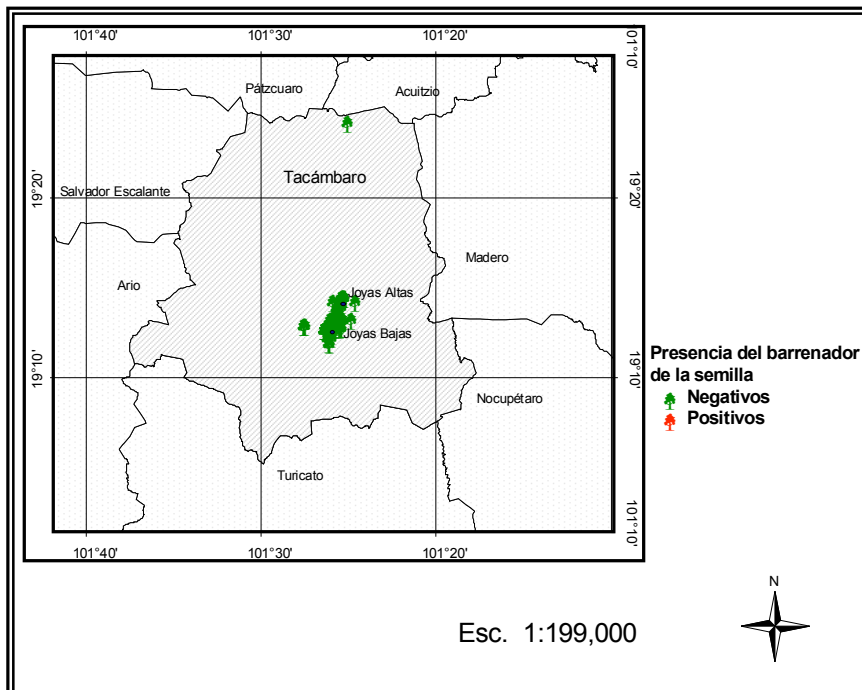 101°40'
101°30'
101°20'
101°10'
Pátzcuaro
Acuitzio
Tacámbaro
Salvador Escalante
19°20'
19°20'
Madero
Ario
Joyas Altas
Joyas Bajas
Presencia del barrenador
de la semilla
Negativos
Positivos
19°10'
19°10'
Nocupétaro
Turicato
101°40'
101°30'
101°20'
101°10'
Esc. 1:199,000
N